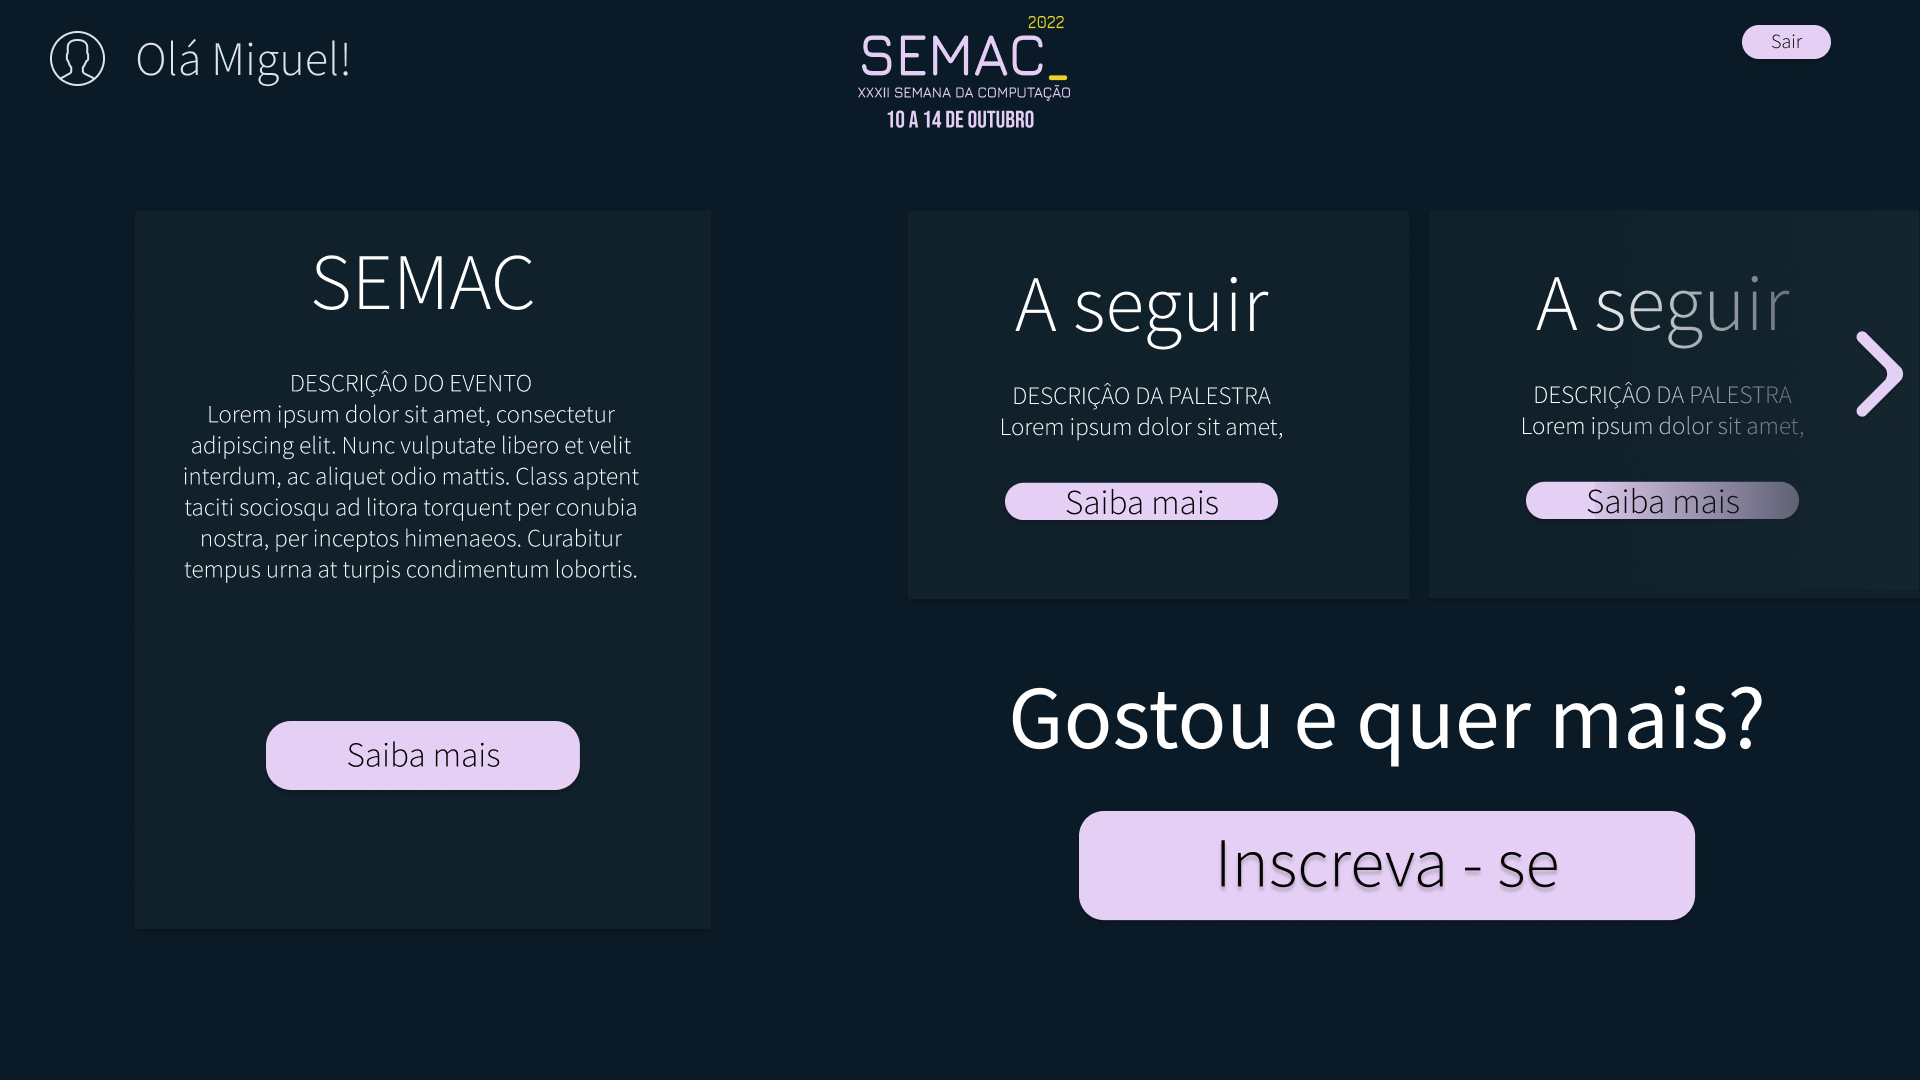 Olá Miguel!
2022
SEMAC_
XXXII SEMANA DA COMPUTAÇÃO
10 A 14 DE OUTUBRO
Sair
SEMAC
DESCRIÇÂO DO EVENTO
Lorem ipsum dolor sit amet, consectetur
adipiscing elit. Nunc vulputate libero et velit
interdum, ac aliquet odio mattis. Class aptent
taciti sociosqu ad litora torquent per conubia
nostra, per inceptos himenaeos. Curabitur
tempus urna at turpis condimentum lobortis.
Saiba mais
A seguir
DESCRIÇÂO DA PALESTRA
Lorem ipsum dolor sit amet,
Saiba mais
A seguir
DESCRIÇÂO DA PALESTRA
Lorem ipsum dolor sit amet,
Saiba mais
Gostou e quer mais?
Inscreva - se